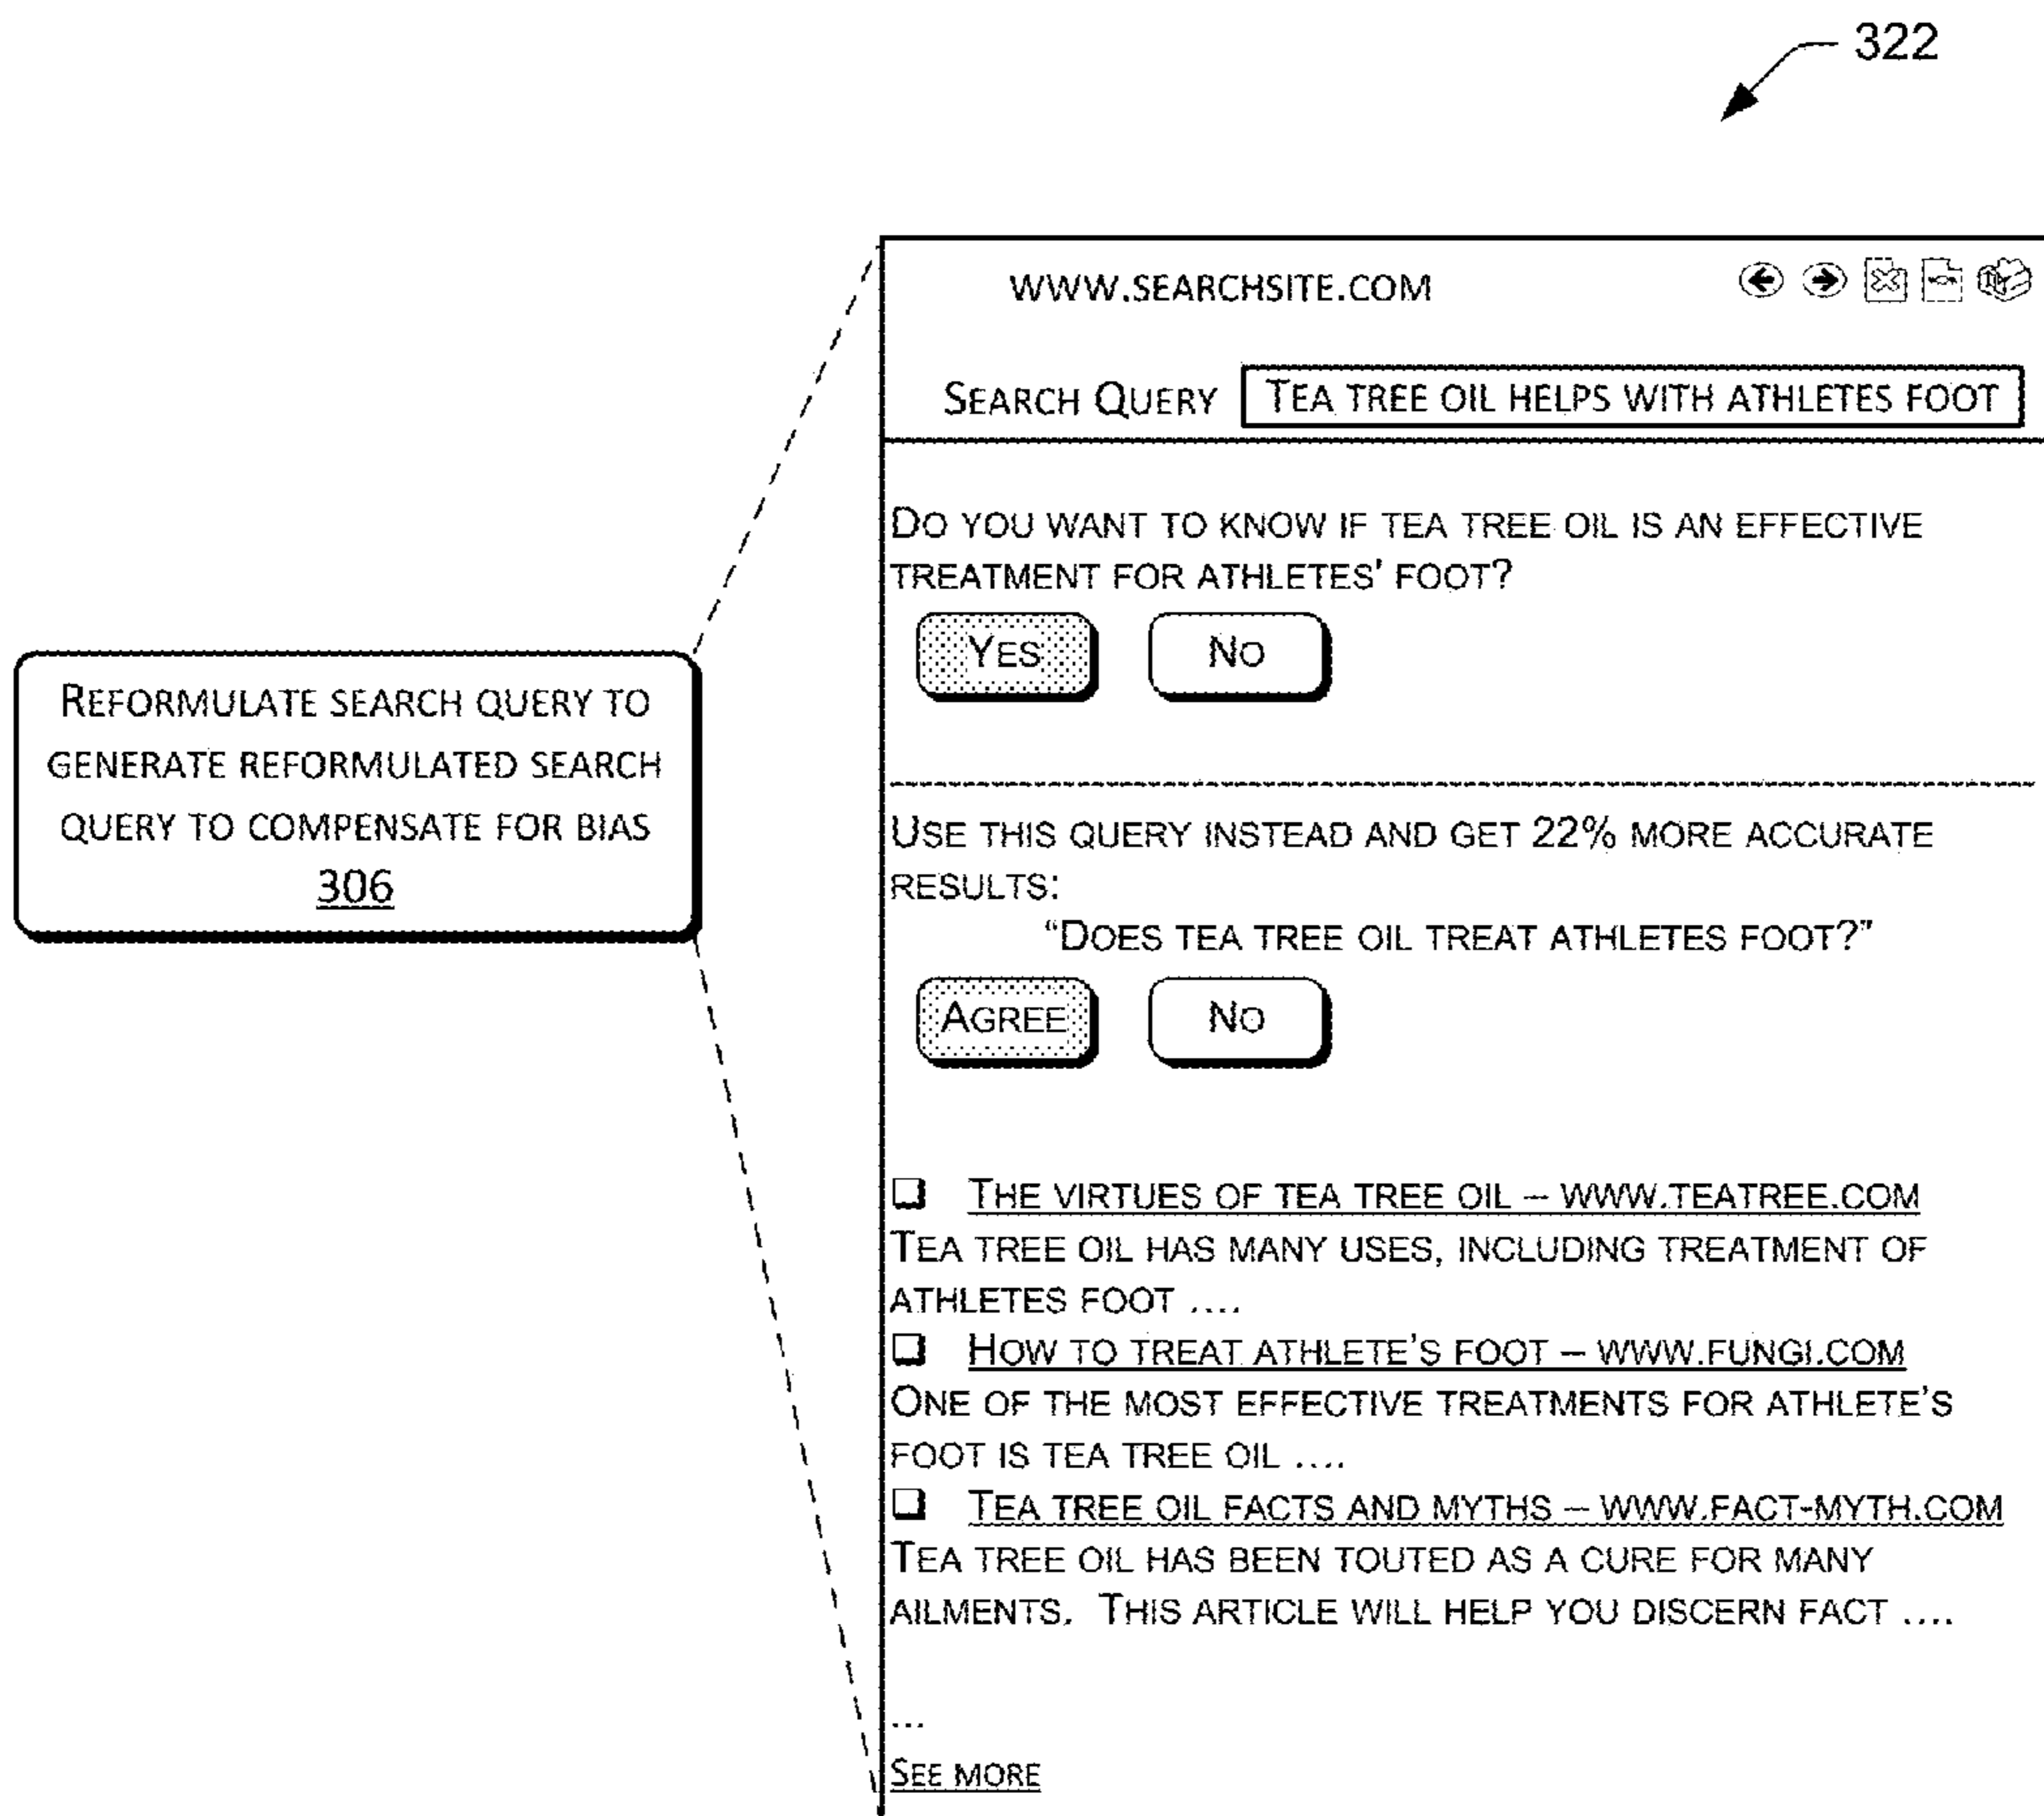 322
WWW.SEARCHSITE.COM
SEARCH QUERY TEA TREE OIL HELPS WITH ATHLETES FOOT
DO YOU WANT TO KNOW IF TEA TREE OIL IS AN EFFECTIVE
TREATMENT FOR ATHLETES' FOOT?
YES NO
REFORMULATE SEARCH QUERY TO
GENERATE REFORMULATED SEARCH
QUERY TO COMPENSATE FOR BIAS
306
USE THIS QUERY INSTEAD AND GET 22% MORE ACCURATE
RESULTS:
“DOES TEA TREE OIL TREAT ATHLETES FOOT?”
AGREE NO
THE VIRTUES OF TEA TREE OIL – WWW.TEATREE.COM
TEA TREE OIL HAS MANY USES, INCLUDING TREATMENT OF
ATHLETES FOOT ....
HOW TO TREAT ATHLETE'S FOOT – WWW.FUNGI.COM
ONE OF THE MOST EFFECTIVE TREATMENTS FOR ATHLETE'S
FOOT IS TEA TREE OIL ....
TEA TREE OIL FACTS AND MYTHS – WWW.FACT-MYTH.COM
TEA TREE OIL HAS BEEN TOUTED AS A CURE FOR MANY
AILMENTS. THIS ARTICLE WILL HELP YOU DISCERN FACT ....
...
SEE MORE